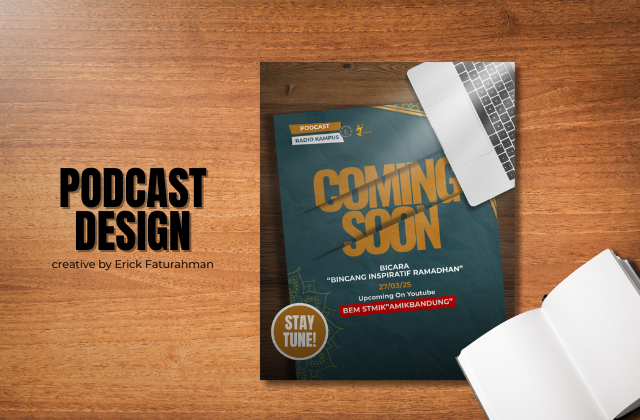 PODCAST
DESIGN
creative by Erick Faturahman
PODCAST
RADIO KAMPUS
COMING
SOON
BICARA
"BINCANG INSPIRATIF RAMADHAN"
27/03/25
Upcoming On Youtube
BEM STMIK"AMIKBANDUNG"
STAY
TUNE!